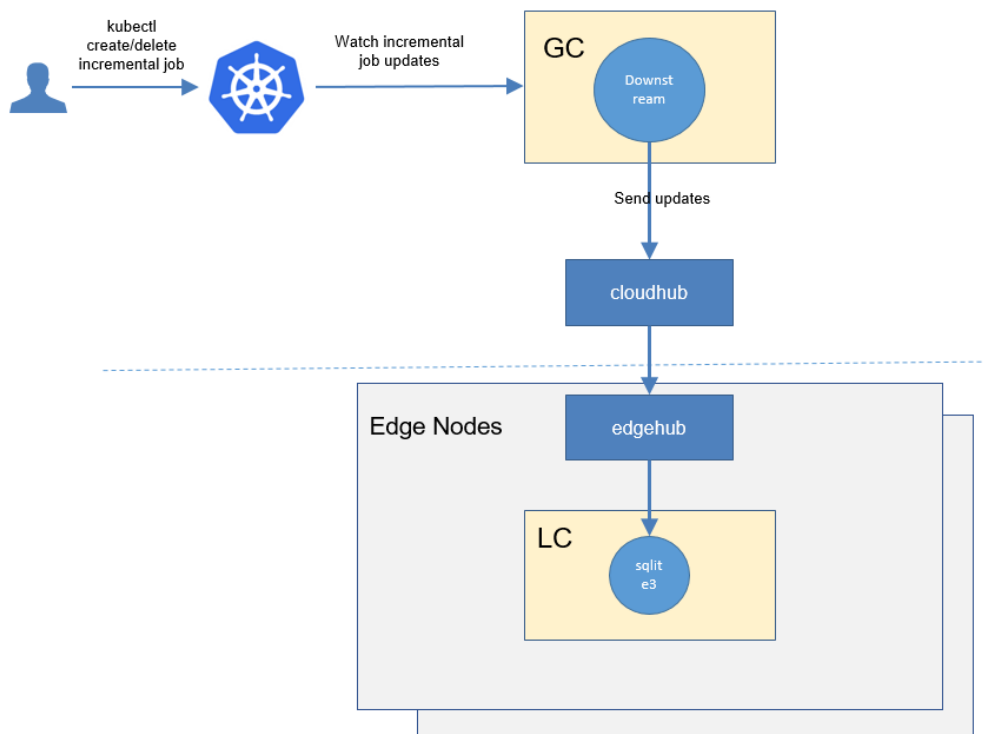 kubectl
create/delete
incremental job
Watch incremental
job updates
GC
Downst
ream
Send updates
cloudhub
Edge Nodes
edgehub
LC
sqlit
e3